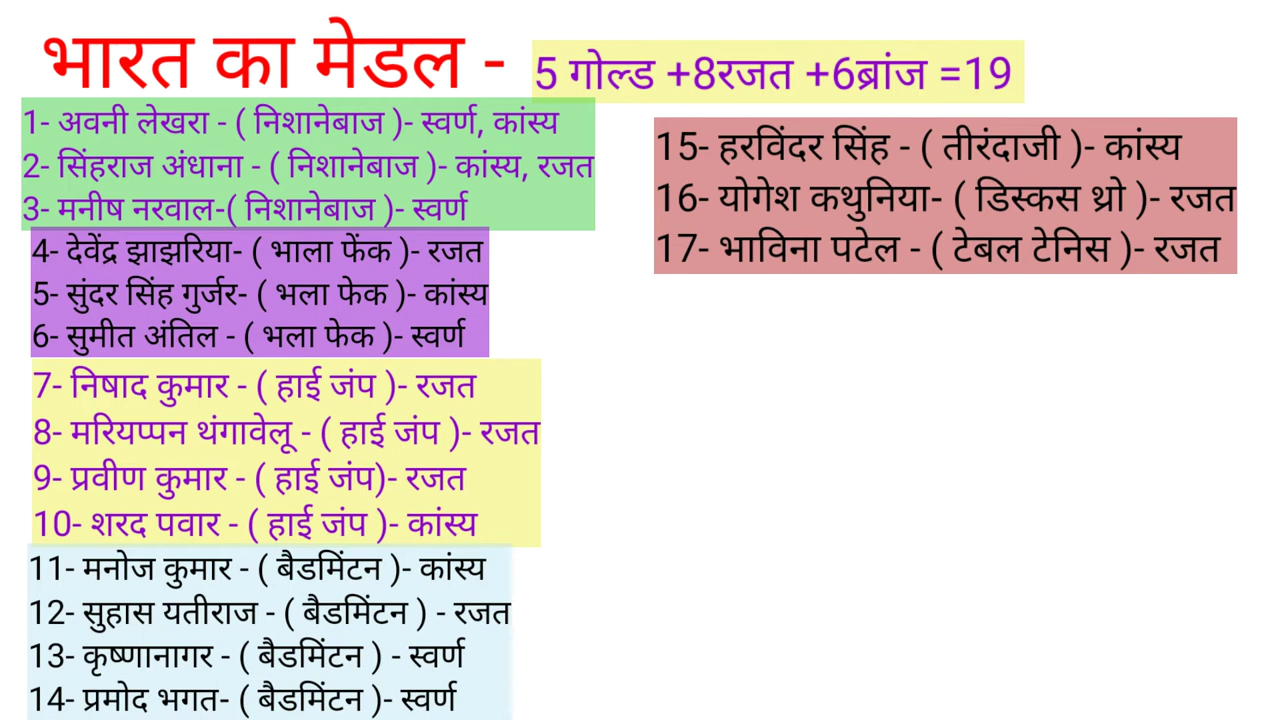 भारत का मेडल - 5 गोल्ड +8रजत +6ब्रांज =19
1- अवनी लेखरा - ( निशानेबाज )- स्वर्ण, कांस्य
2- सिंहराज अंधाना - ( निशानेबाज )- कांस्य, रजत
3- मनीष नरवाल-( निशानेबाज )- स्वर्ण
4- देवेंद्र झाझरिया- ( भाला फेंक )- रजत
5- सुंदर सिंह गुर्जर- ( भला फेक )- कांस्य
6- सुमीत अंतिल - ( भला फेक )- स्वर्ण
7- निषाद कुमार - ( हाई जंप )- रजत
8- मरियप्पन थंगावेलू - ( हाई जंप )- रजत
9- प्रवीण कुमार - ( हाई जंप)- रजत
10- शरद पवार - ( हाई जंप )- कांस्य
11- मनोज कुमार - ( बैडमिंटन )- कांस्य
12- सुहास यतीराज - ( बैडमिंटन ) - रजत
13- कृष्णानागर - ( बैडमिंटन ) - स्वर्ण
14- प्रमोद भगत- ( बैडमिंटन )- स्वर्ण
15- हरविंदर सिंह - ( तीरंदाजी )- कांस्य
16- योगेश कथुनिया- ( डिस्कस थ्रो )- रजत
17- भाविना पटेल - ( टेबल टेनिस )- रजत